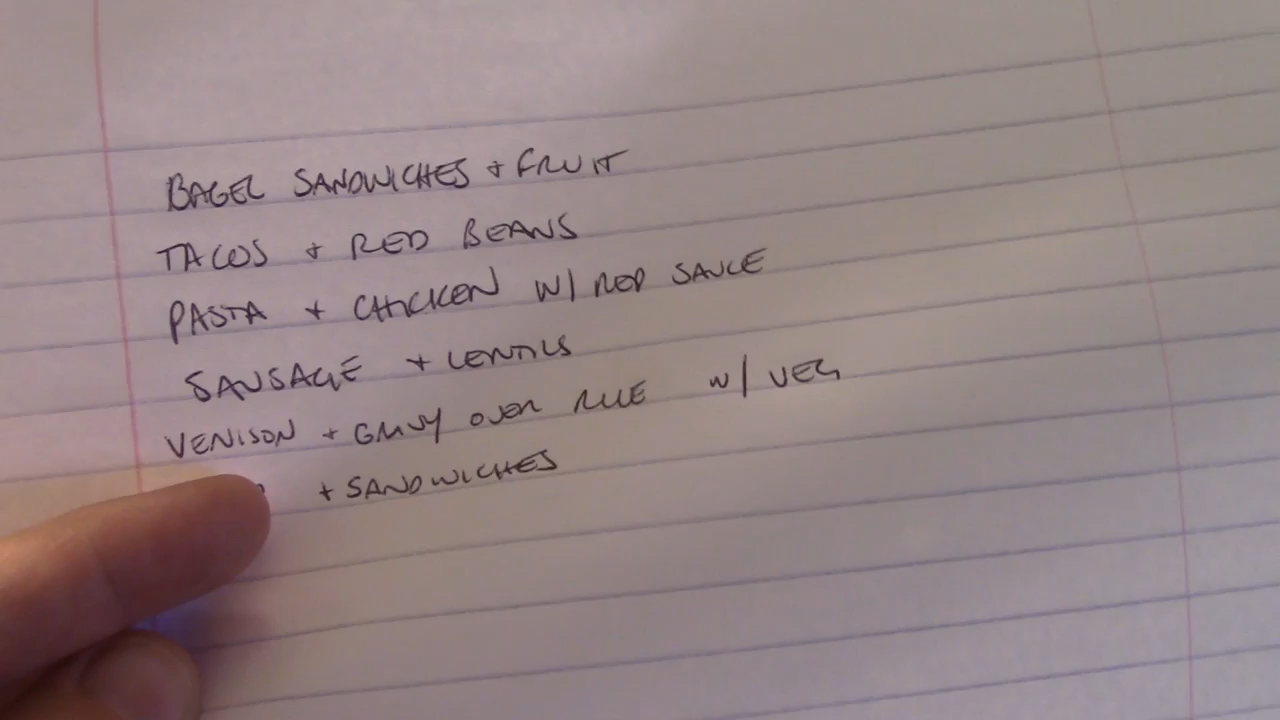 BAGEL SANDWICHES + FRUIT
TACOS + RED BEANS
PASTA + CHICKEN W/ RED SAUCE
SAUSAGE + LENTILS
VENISON + GRAVY OVER RICE W/ VEG
+ SANDWICHES